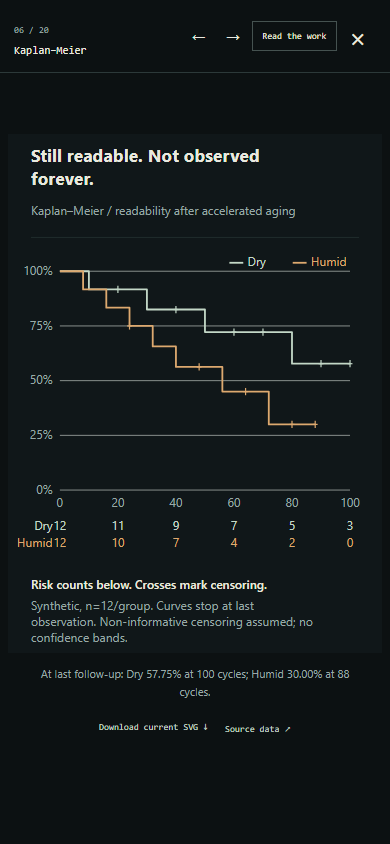 06 / 20
Kaplan–Meier
← → Read the work ×
Still readable. Not observed
forever.
Kaplan–Meier / readability after accelerated aging
Dry Humid
100%
75%
50%
25%
0%
0 20 40 60 80 100
Dry 12 11 9 7 5 3
Humid 12 10 7 4 2 0
Risk counts below. Crosses mark censoring.
Synthetic, n=12/group. Curves stop at last
observation. Non-informative censoring assumed; no
confidence bands.
At last follow-up: Dry 57.75% at 100 cycles; Humid 30.00% at 88
cycles.
Download current SVG ↓ Source data ↗